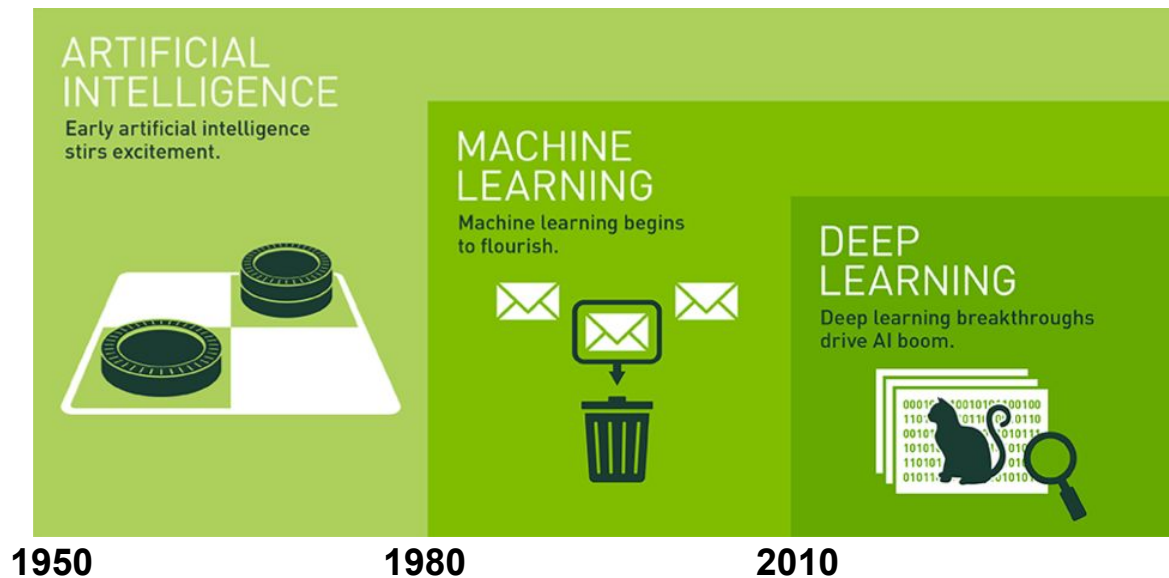 ARTIFICIAL
INTELLIGENCE
Early artificial intelligence
stirs excitement.
MACHINE
LEARNING
Machine learning begins
to flourish.
DEEP
LEARNING
Deep learning breakthroughs
drive AI boom.
1950
1980
2010